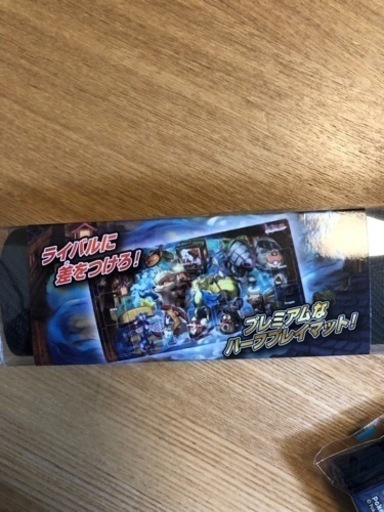 ライバルに
差をつけろ！
プレミアムな
ハーフプレイマット！